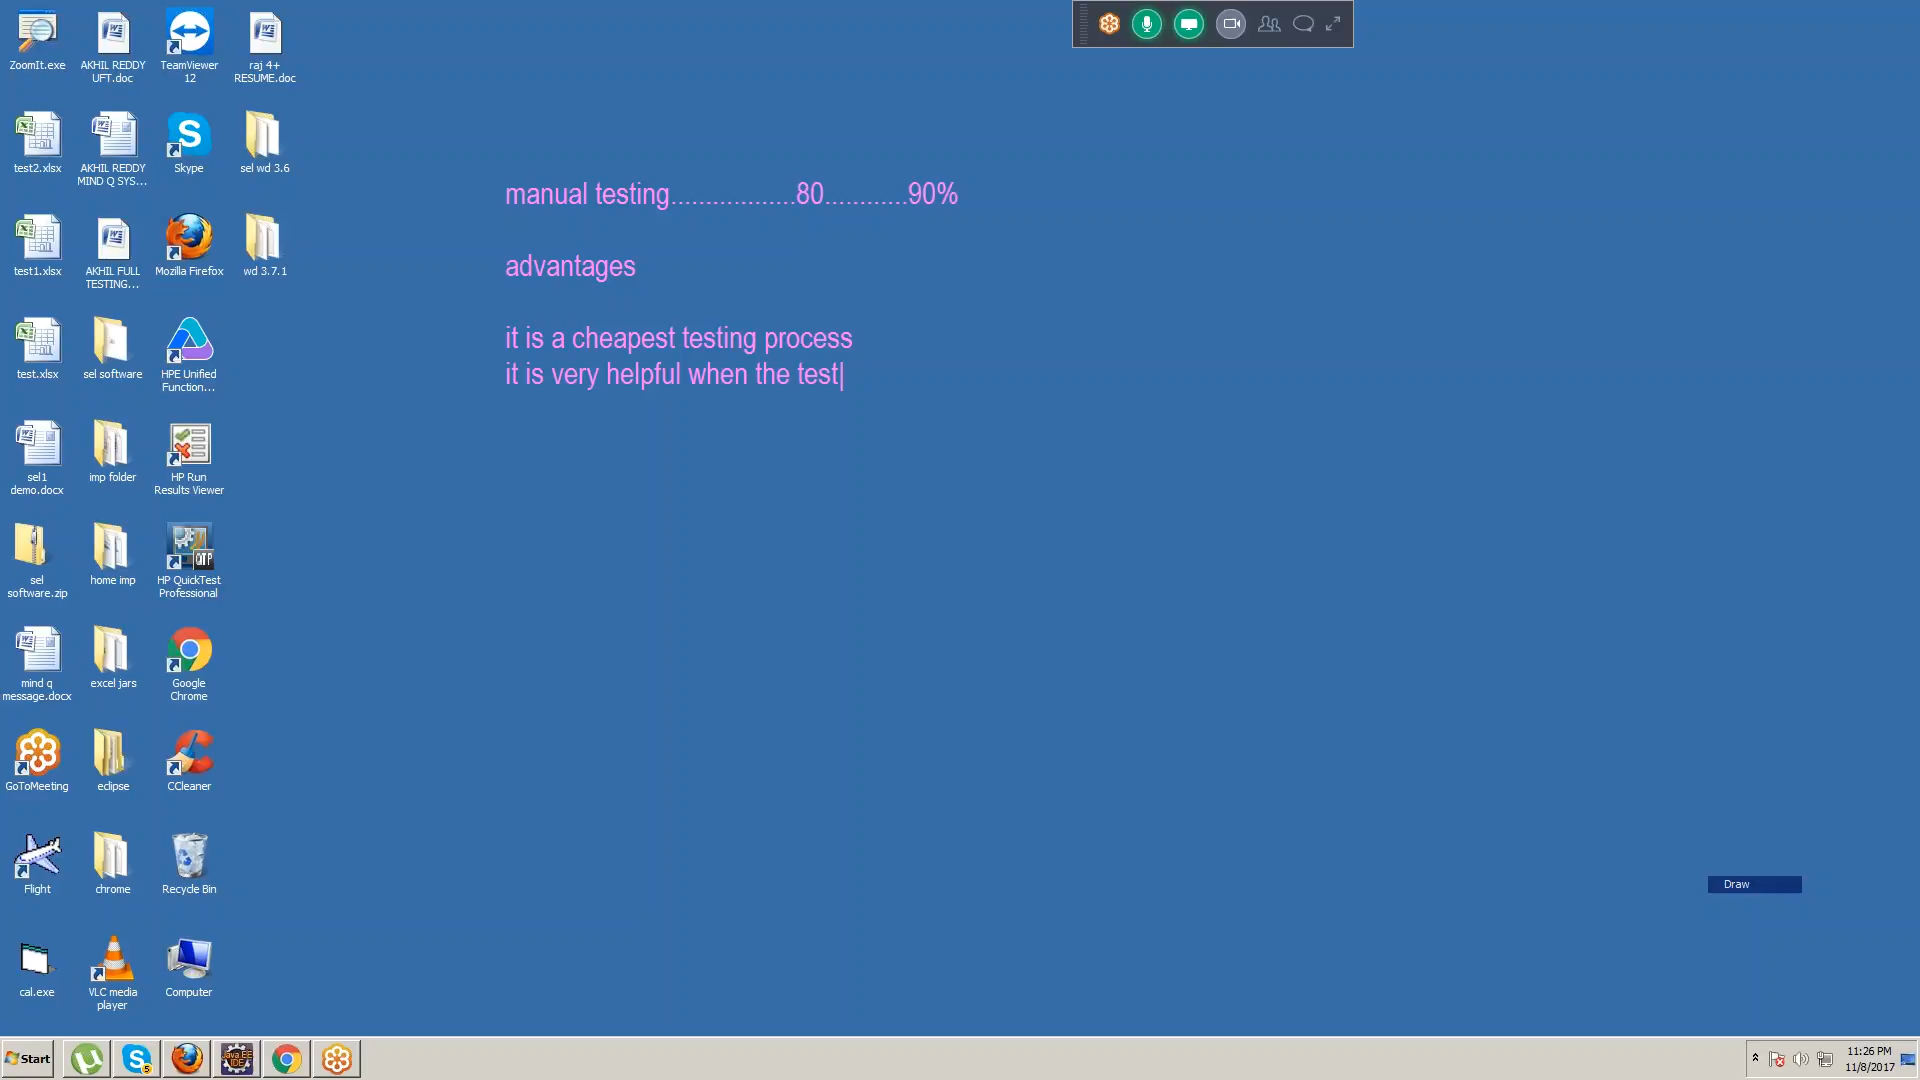 ZoomIt.exe
AKHIL REDDY
UFT.doc
TeamViewer
12
raj 4+
RESUME.doc
test2.xlsx
AKHIL REDDY
MIND Q SYS...
Skype
sel wd 3.6
manual testing..................80............90%
test1.xlsx
AKHIL FULL
TESTING...
Mozilla Firefox
wd 3.7.1
advantages
it is a cheapest testing process
it is very helpful when the test
test.xlsx
sel software
HPE Unified
Function...
sel1
demo.docx
imp folder
HP Run
Results Viewer
sel
software.zip
home imp
QTP
HP QuickTest
Professional
mind q
message.docx
excel jars
Google
Chrome
GoToMeeting
eclipse
CCleaner
Flight
chrome
Recycle Bin
Draw
cal.exe
VLC media
player
Computer
Start
5
Java EE
IDE
11:26 PM
11/8/2017